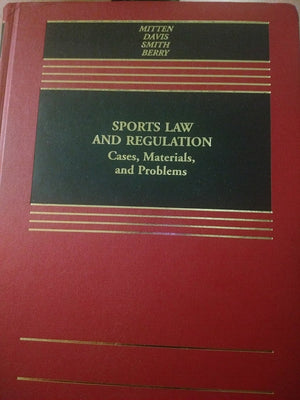 MITTEN
DAVIS
SMITH
BERRY
SPORTS LAW
AND REGULATION
Cases, Materials,
and Problems